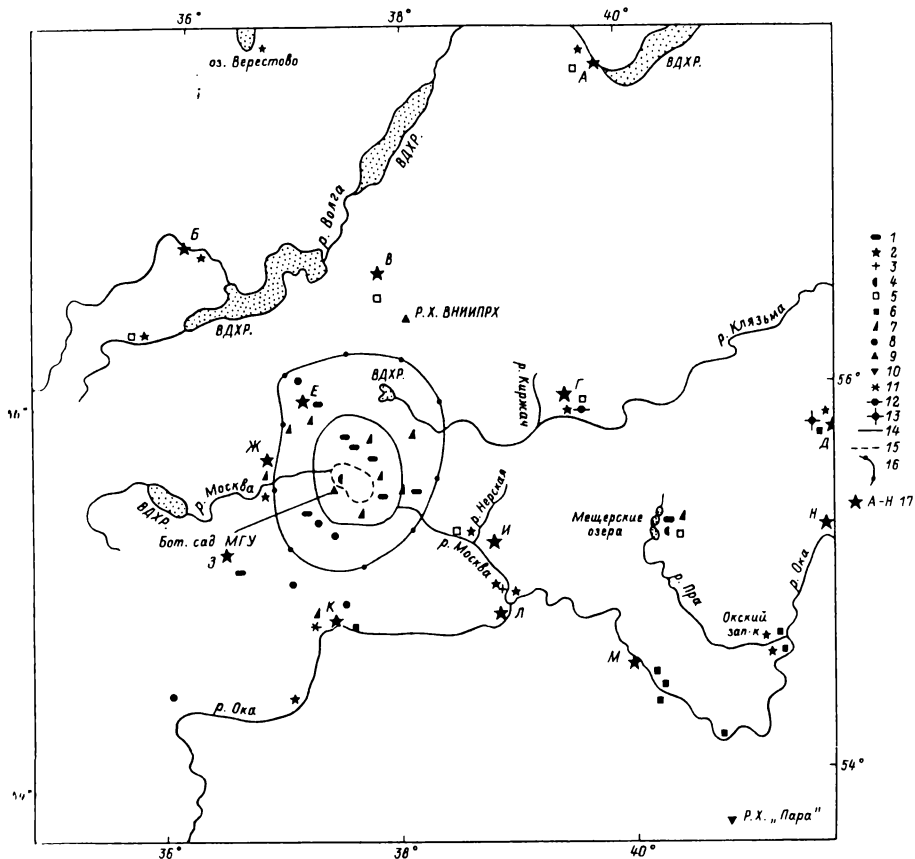 36°
38°
40°
оз. Верестово
А
ВДХР.
ВДХР.
р. Волга
Б
В
Р.Х. ВНИИПРХ
ВДХР.
р. Клязьма
1
2
3
4
5
6
7
8
9
10
11
12
13
14
15
16
А-Н 17
ВДХР.
р. Киржач
Г
56°
Е
Д
Ж
р. Москва
ВДХР.
Бот. сад МГУ
З
р. Нерская
И
р. Москва
Мещерские
озера
Н
р. Ока
р. Пра
К
Л
Окский
зап-к
М
р. Ока
54°
Р.Х. „Пара"
36°
38°
40°